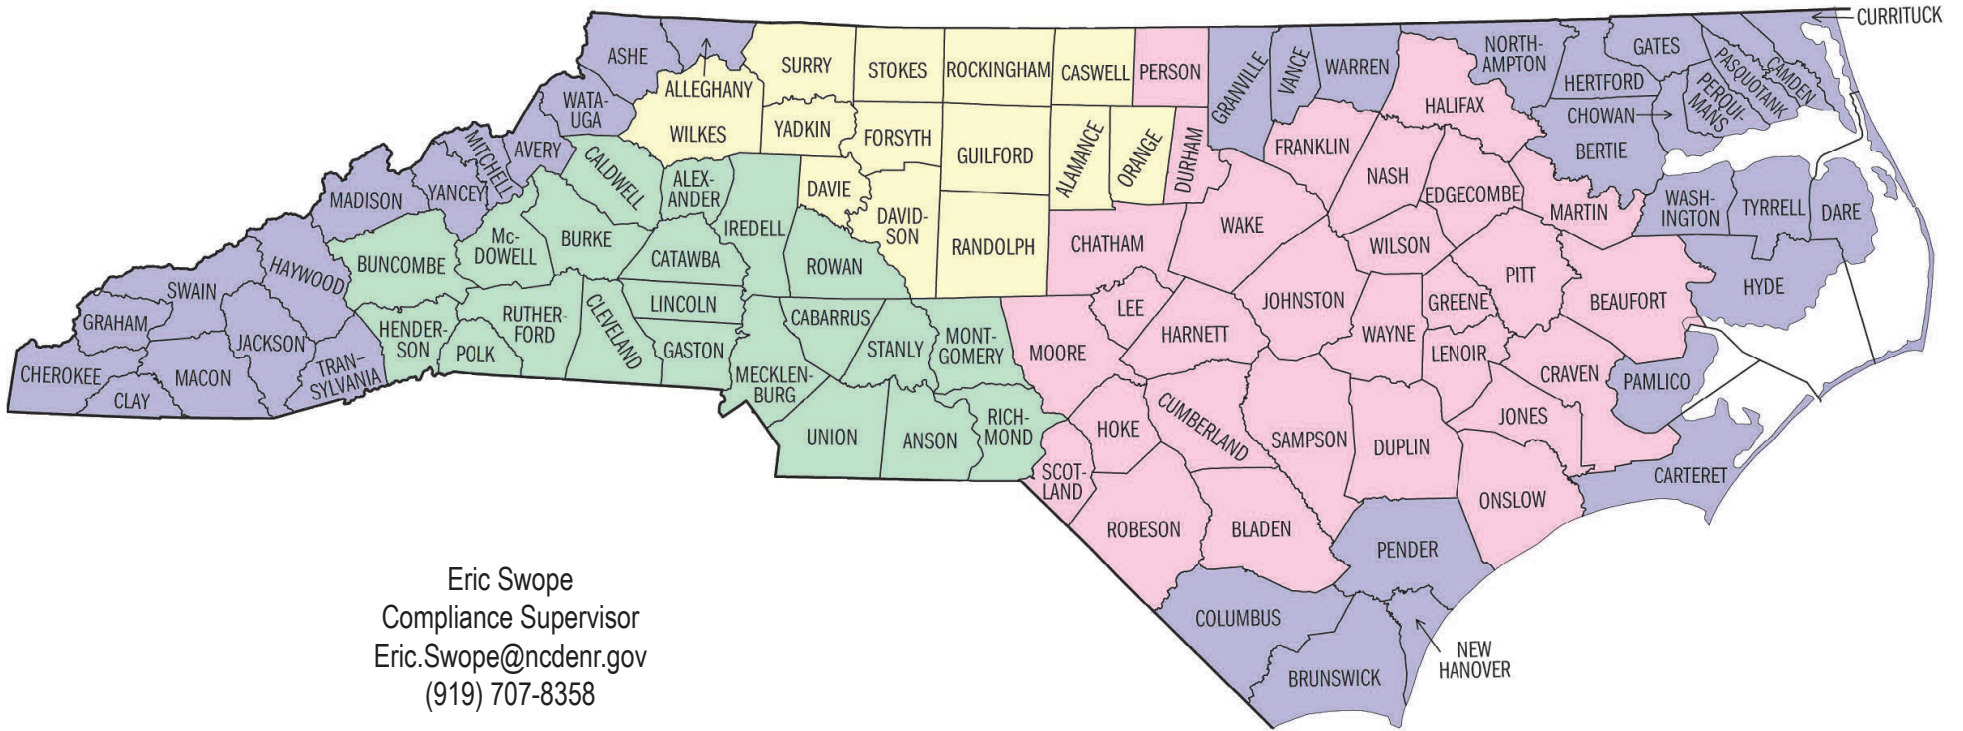 CURRITUCK
ASHE
ALLEGHANY
SURRY
STOKES
ROCKINGHAM
CASWELL
PERSON
GRANVILLE
VANCE
WARREN
NORTH-
AMPTON
GATES
HERTFORD
PASQUOTANK
CAMDEN
PERQUI-
MANS
CHOWAN
BERTIE
HALIFAX
WATA-
UGA
WILKES
YADKIN
FORSYTH
GUILFORD
ALAMANCE
ORANGE
DURHAM
FRANKLIN
NASH
EDGECOMBE
MARTIN
WASH-
INGTON
TYRRELL
DARE
MITCHELL
AVERY
CALDWELL
ALEX-
ANDER
DAVIE
MADISON
YANCEY
IREDELL
DAVID-
SON
RANDOLPH
CHATHAM
WAKE
WILSON
PITT
BEAUFORT
HYDE
BUNCOMBE
Mc-
DOWELL
BURKE
CATAWBA
ROWAN
HAYWOOD
SWAIN
GRAHAM
JACKSON
HENDER-
SON
POLK
RUTHER-
FORD
CLEVELAND
LINCOLN
GASTON
CABARRUS
STANLY
MONT-
GOMERY
MOORE
LEE
HARNETT
JOHNSTON
WAYNE
GREENE
LENOIR
CRAVEN
PAMLICO
CHEROKEE
CLAY
MACON
TRAN-
SYLVANIA
MECKLEN-
BURG
UNION
ANSON
RICH-
MOND
SCOT-
LAND
HOKE
CUMBERLAND
SAMPSON
DUPLIN
JONES
ONSLOW
CARTERET
ROBESON
BLADEN
PENDER
COLUMBUS
BRUNSWICK
NEW
HANOVER
Eric Swope
Compliance Supervisor
Eric.Swope@ncdenr.gov
(919) 707-8358